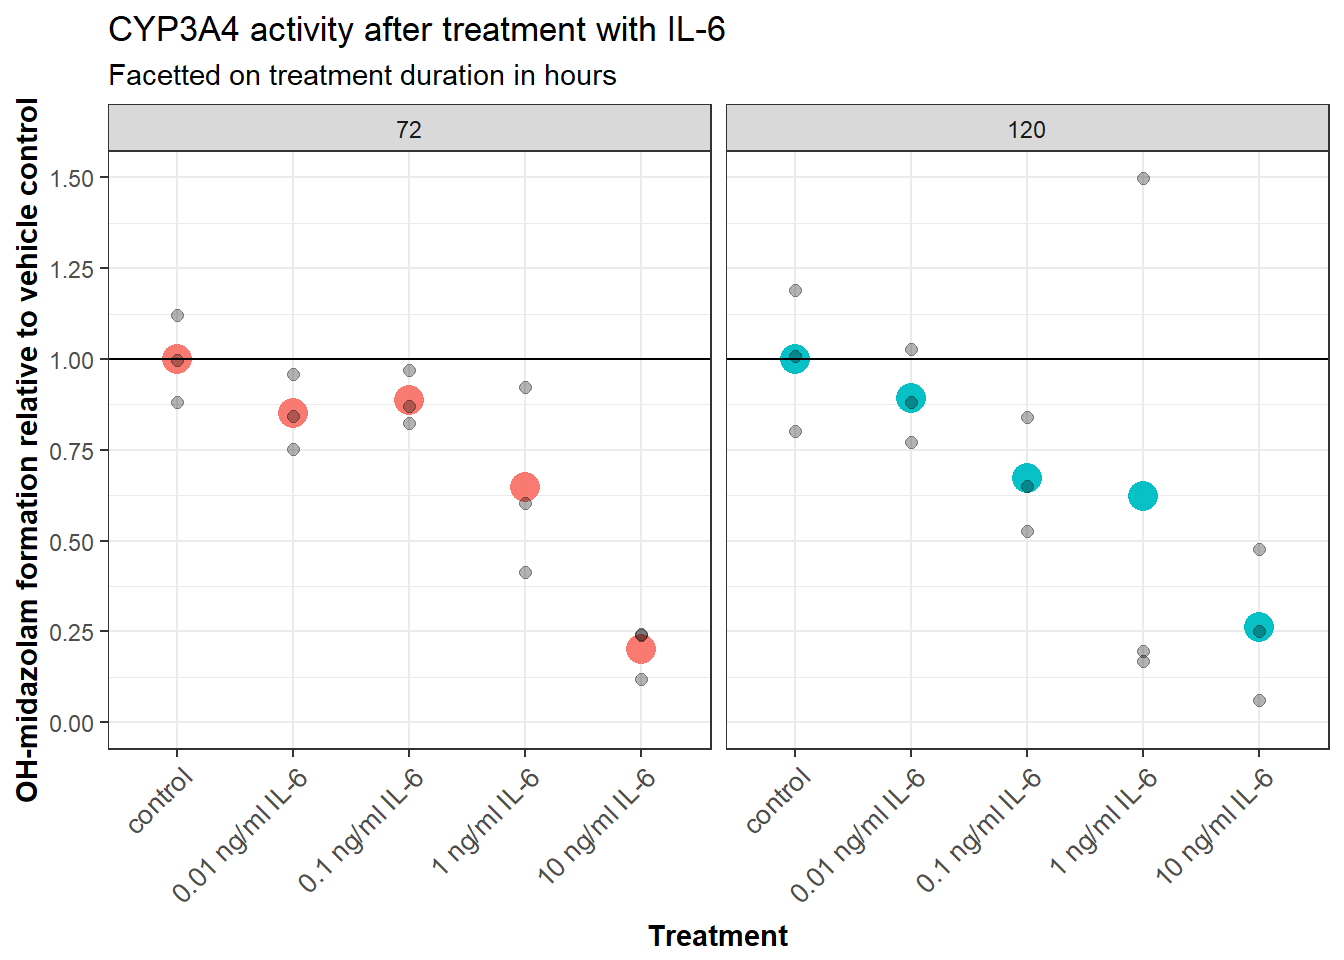 CYP3A4 activity after treatment with IL-6
Facetted on treatment duration in hours
OH-midazolam formation relative to vehicle control
72
120
1.50
1.25
1.00
0.75
0.50
0.25
0.00
control
0.01 ng/ml IL-6
0.1 ng/ml IL-6
1 ng/ml IL-6
10 ng/ml IL-6
control
0.01 ng/ml IL-6
0.1 ng/ml IL-6
1 ng/ml IL-6
10 ng/ml IL-6
Treatment